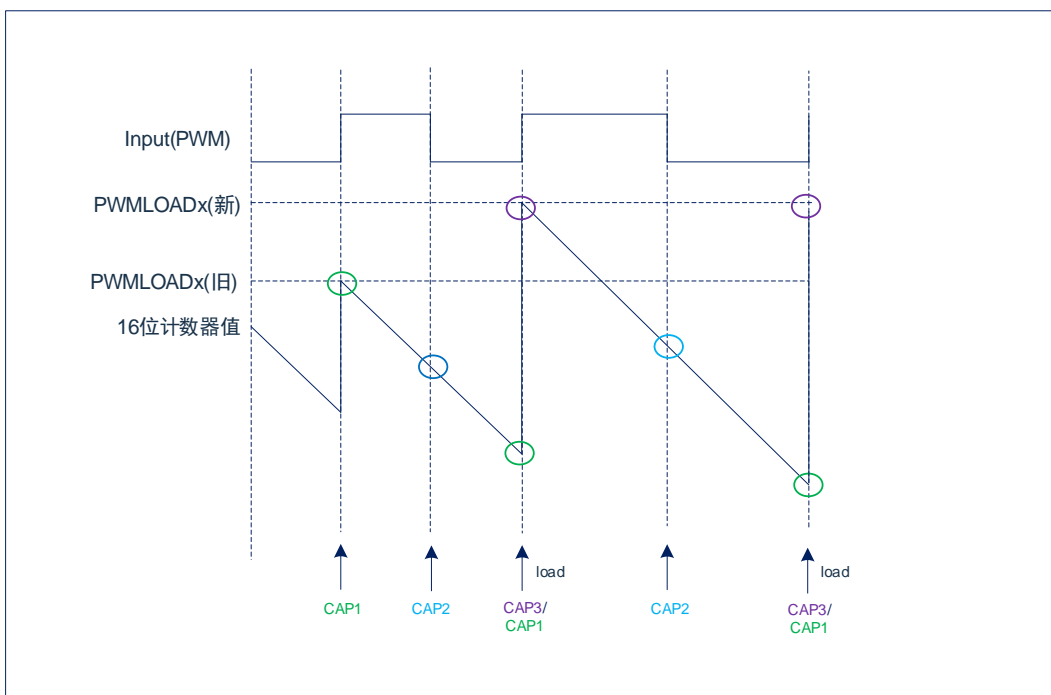 Input(PWM)
PWMLOADx(新)
PWMLOADx(旧)
16位计数器值
load
load
CAP1
CAP2
CAP3/
CAP1
CAP2
CAP3/
CAP1